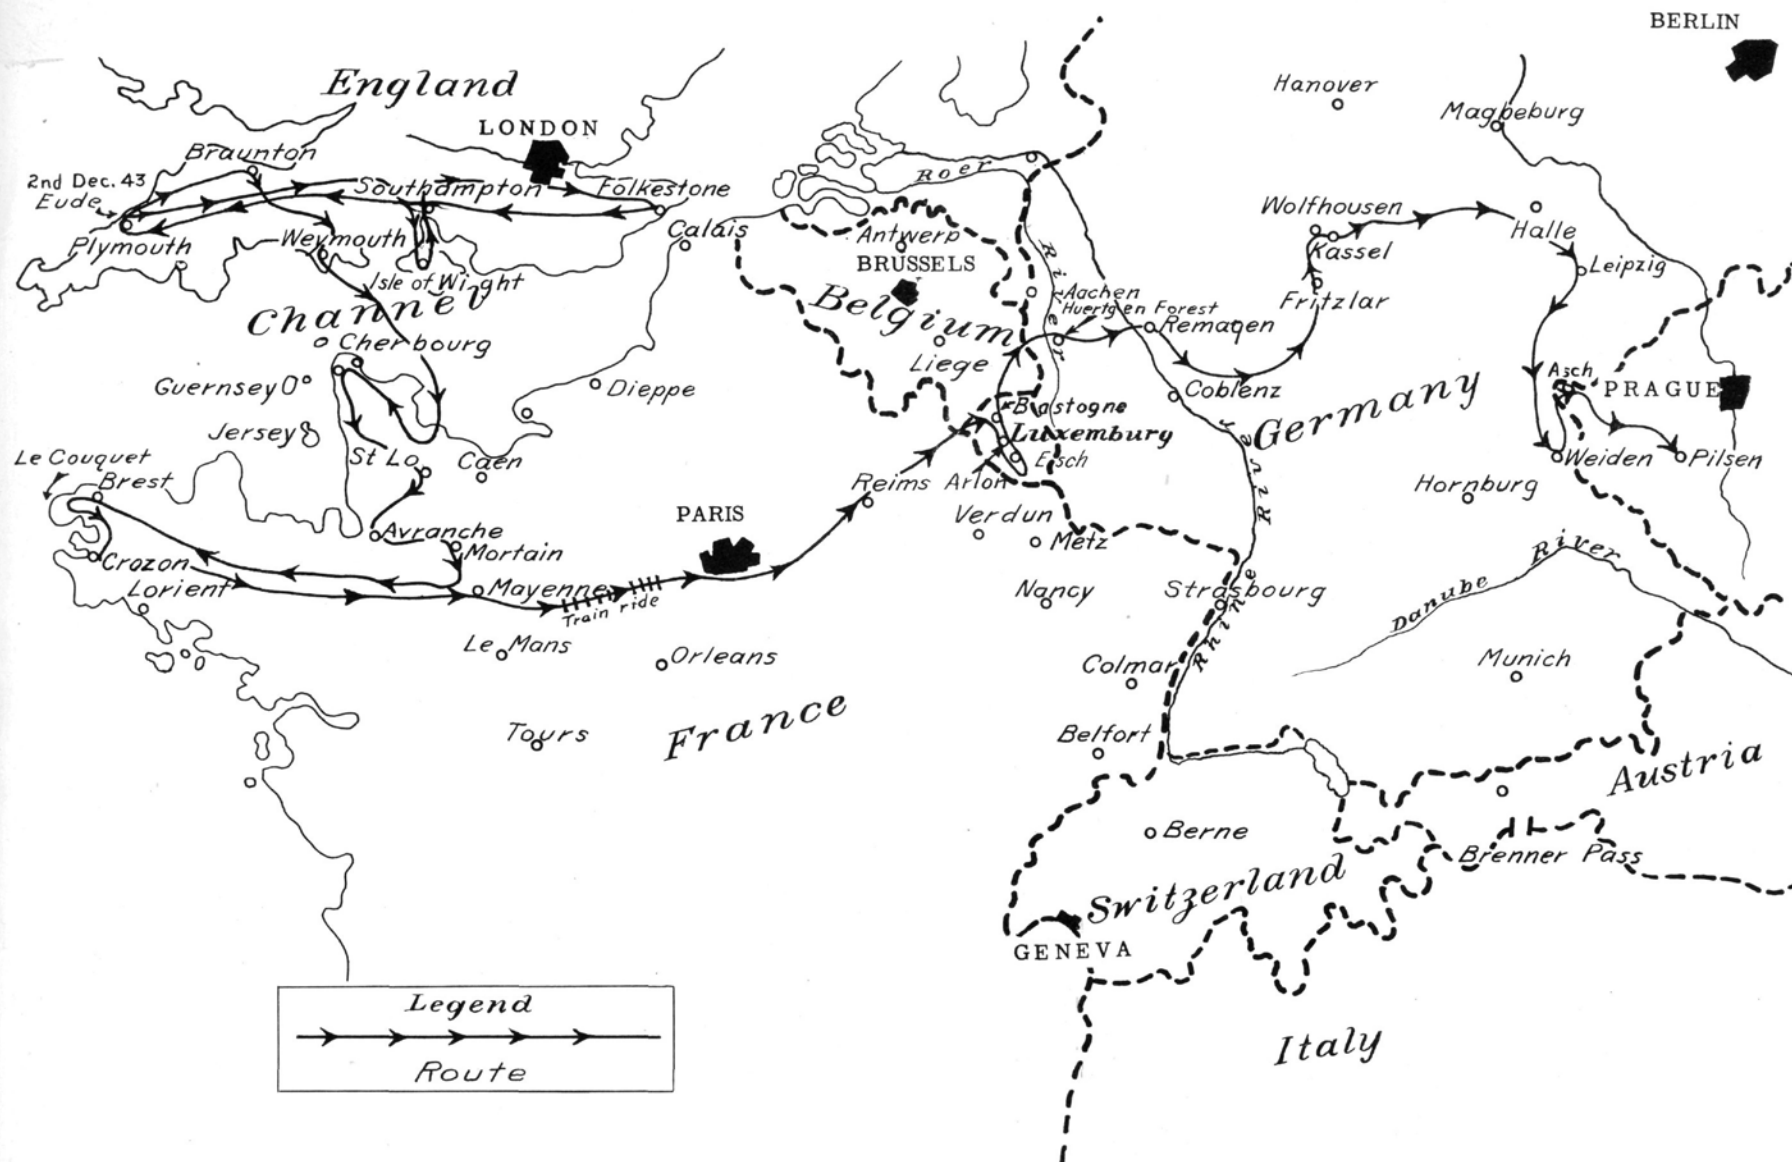 BERLIN
England
Hanover
Magbeburg
LONDON
Braunton
2nd Dec. 43
Eude
Southampton
Folkestone
Roer
River
Plymouth
Weymouth
Calais
Antwerp
BRUSSELS
Wolfhousen
Kassel
Halle
Leipzig
Isle of Wight
Channel
Belgium
Aachen
Huertgen Forest
Remagen
Fritzlar
Cherbourg
Liege
Guernsey
Dieppe
Coblenz
Asch
PRAGUE
Germany
Jersey
Bastogne
Luxembury
Esch
Le Couquet
Brest
St Lo
Caen
Reims
Arlon
Weiden
Pilsen
Hornburg
PARIS
Verdun
Metz
Avranche
Mortain
Crozon
Lorient
Mayenne
Train ride
Nancy
Strasbourg
Rhine
River
Danube
River
Le Mans
Orleans
Colmar
Munich
France
Tours
Belfort
Austria
Berne
Brenner Pass
Switzerland
GENEVA
Italy
Legend
Route